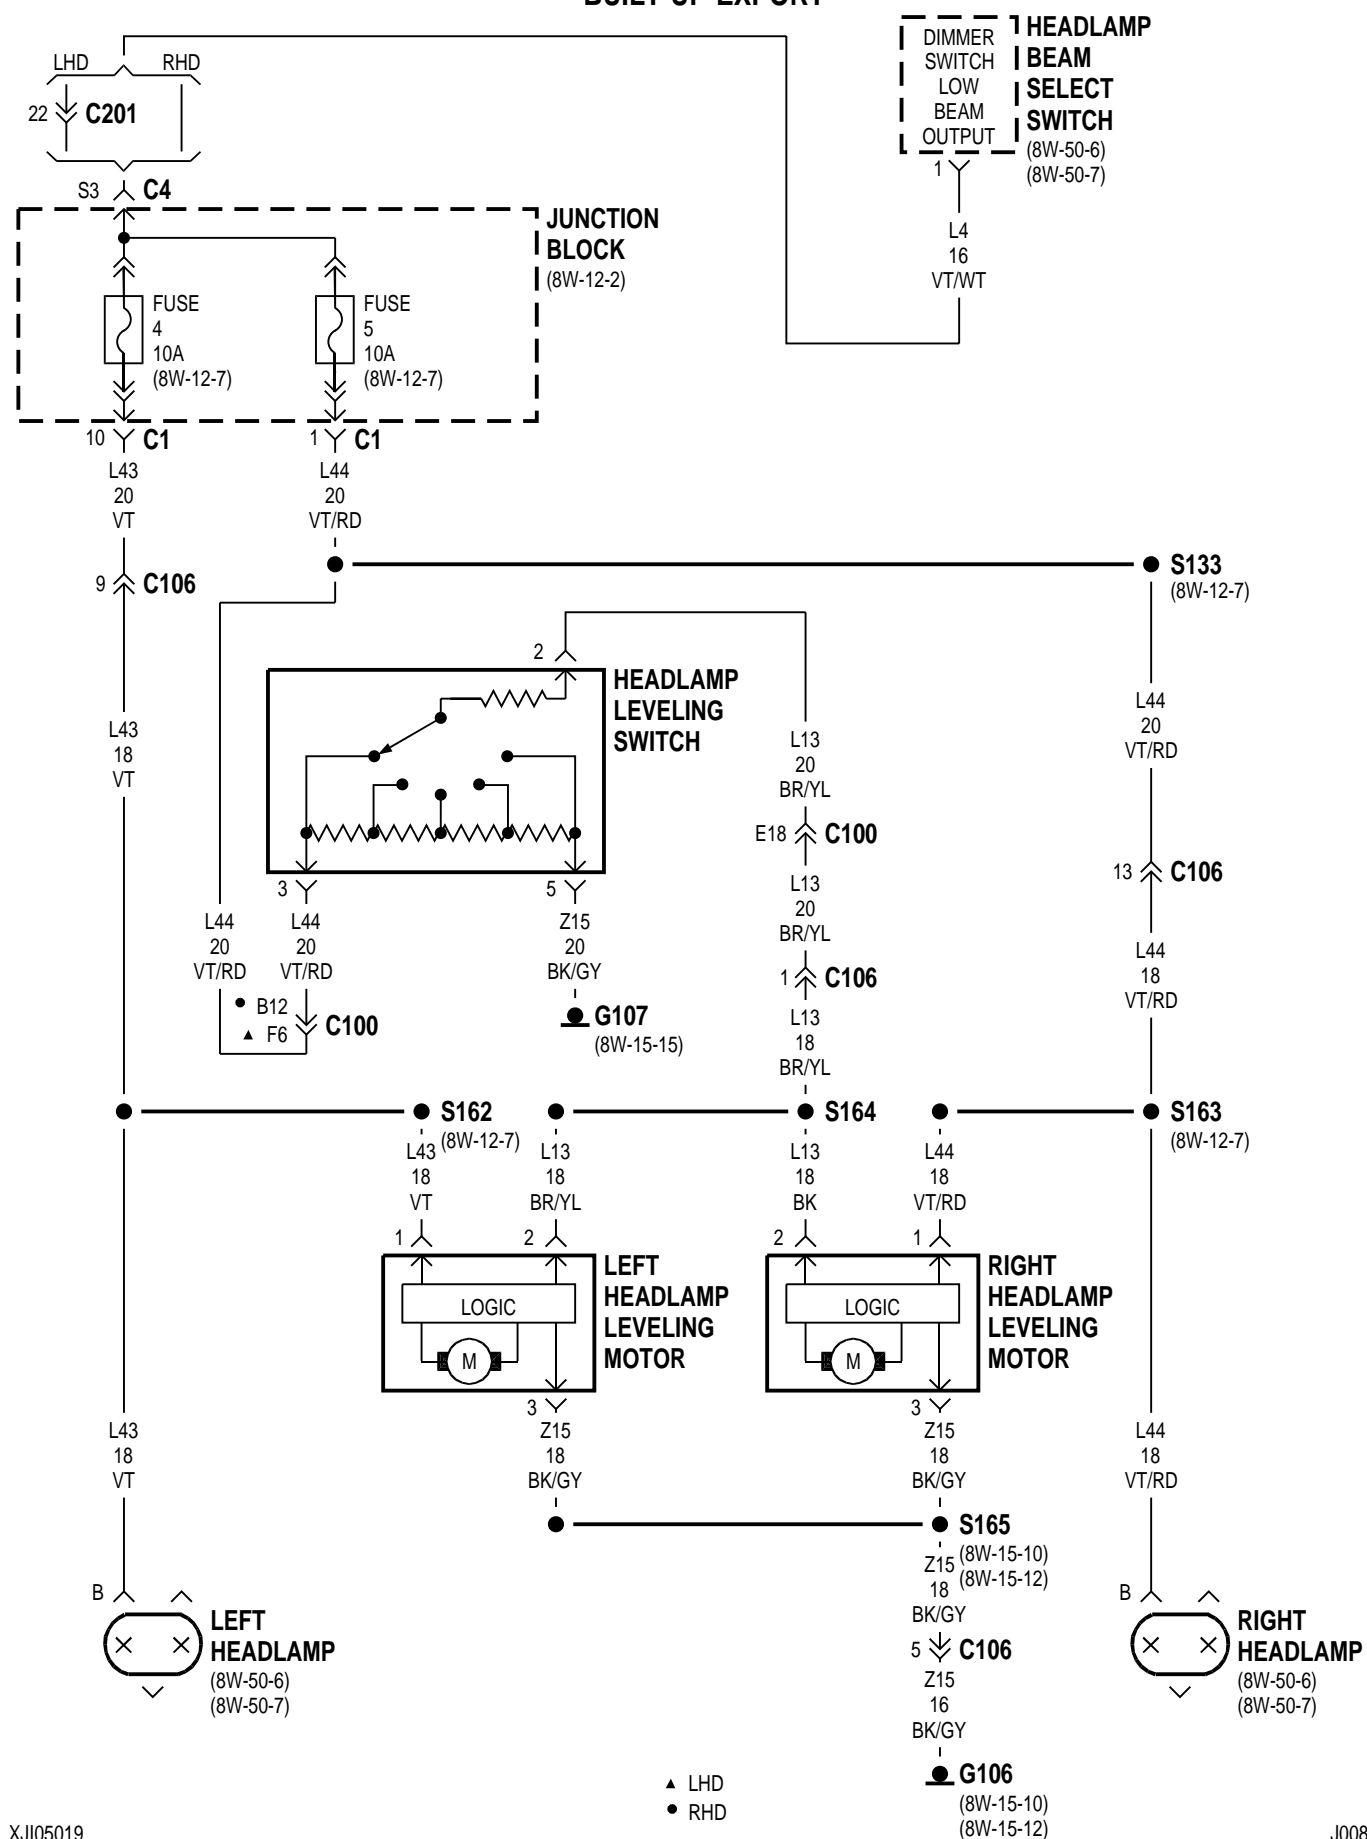 DIMMER
SWITCH
LOW
BEAM
OUTPUT
HEADLAMP
BEAM
SELECT
SWITCH
(8W-50-6)
(8W-50-7)
1
L4
16
VT/WT
LHD
RHD
22
C201
S3
C4
JUNCTION
BLOCK
(8W-12-2)
FUSE
4
10A
(8W-12-7)
FUSE
5
10A
(8W-12-7)
10
C1
1
C1
L43
20
VT
L44
20
VT/RD
9
C106
S133
(8W-12-7)
2
HEADLAMP
LEVELING
SWITCH
L43
18
VT
L13
20
BR/YL
L44
20
VT/RD
E18
C100
13
C106
3
5
L44
20
VT/RD
L44
20
VT/RD
Z15
20
BK/GY
L13
20
BR/YL
L44
18
VT/RD
1
C106
B12
F6
C100
G107
(8W-15-15)
L13
18
BR/YL
S162
(8W-12-7)
S164
S163
(8W-12-7)
L43
18
VT
L13
18
BR/YL
L13
18
BK
L44
18
VT/RD
1
2
2
1
LOGIC
M
LEFT
HEADLAMP
LEVELING
MOTOR
LOGIC
M
RIGHT
HEADLAMP
LEVELING
MOTOR
3
3
L43
18
VT
Z15
18
BK/GY
Z15
18
BK/GY
L44
18
VT/RD
S165
(8W-15-10)
(8W-15-12)
Z15
18
BK/GY
B
LEFT
HEADLAMP
(8W-50-6)
(8W-50-7)
5
C106
Z15
16
BK/GY
B
RIGHT
HEADLAMP
(8W-50-6)
(8W-50-7)
G106
(8W-15-10)
(8W-15-12)
LHD
RHD
XJI05019
J008